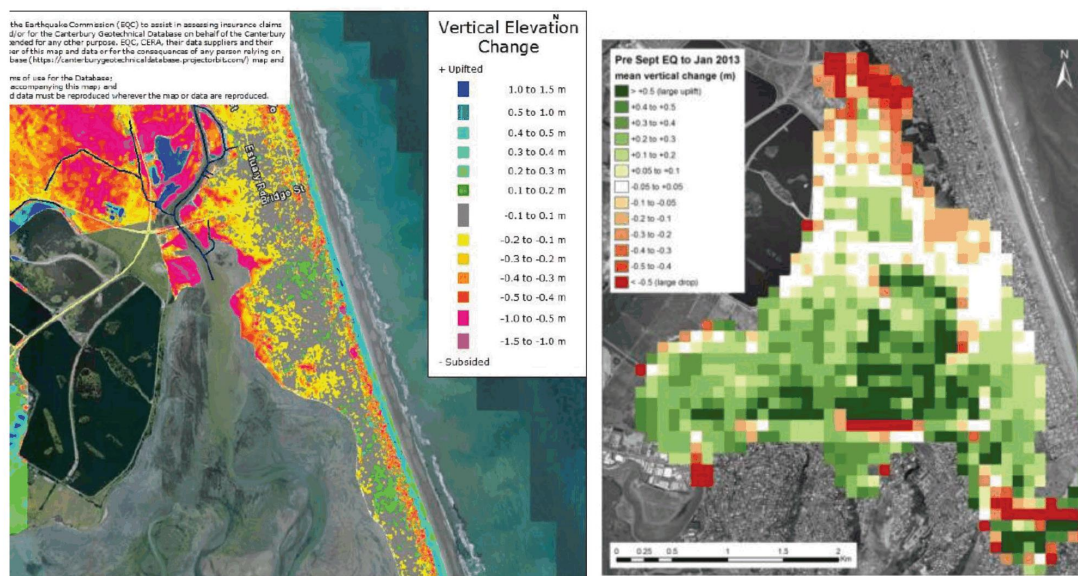 the Earthquake Commission (EQC) to assist in assessing insurance claims
d/or for the Canterbury Geotechnical Database on behalf of the Canterbury
ended for any other purpose. EQC, CERA, their data suppliers and their
ser of this map and data or for the consequences of any person relying on
base (https://canterburygeotechnicaldatabase.projectorbit.com/) map and
ms of use for the Database;
accompanying this map; and
d data must be reproduced wherever the map or data are reproduced.
Estuary Ro
Bridge St
N
Vertical Elevation
Change
+ Uplifted
1.0 to 1.5 m
0.5 to 1.0 m
0.4 to 0.5 m
0.3 to 0.4 m
0.2 to 0.3 m
0.1 to 0.2 m
-0.1 to 0.1 m
-0.2 to -0.1 m
-0.3 to -0.2 m
-0.4 to -0.3 m
-0.5 to -0.4 m
-1.0 to -0.5 m
-1.5 to -1.0 m
- Subsided
Pre Sept EQ to Jan 2013
mean vertical change (m)
> +0.5 (large uplift)
+0.4 to +0.5
+0.3 to +0.4
+0.2 to +0.3
+0.1 to +0.2
+0.05 to +0.1
-0.05 to +0.05
-0.1 to -0.05
-0.2 to -0.1
-0.3 to -0.2
-0.4 to -0.3
-0.5 to -0.4
< -0.5 (large drop)
N
0 0.25 0.5 1 1.5 2
Km